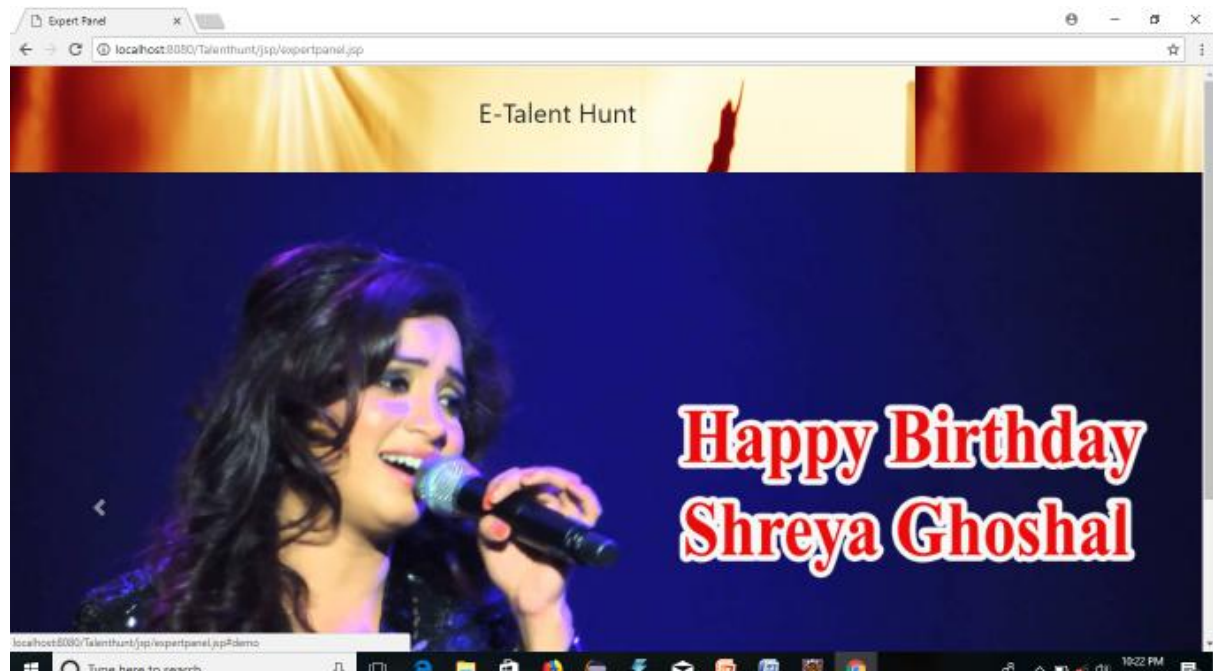 Expert Panel
localhost:8080/Talenthunt/jsp/expertpanel.jsp
E-Talent Hunt
Happy Birthday
Shreya Ghoshal
localhost:8080/Talenthunt/jsp/expertpanel.jsp#demo
Type here to search
10:22 PM